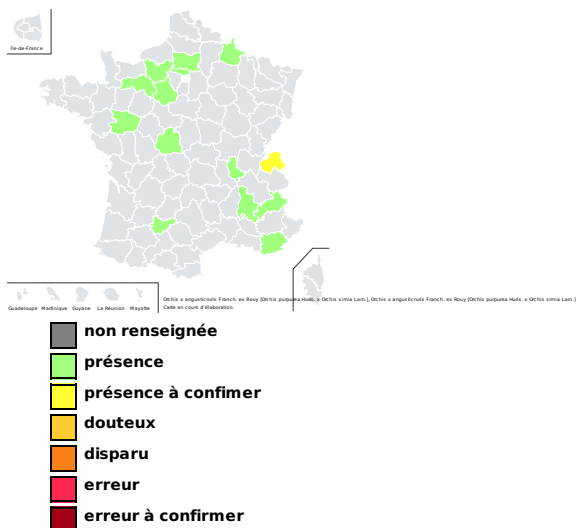 Île-de-France
Guadeloupe Martinique Guyane La Réunion Mayotte
Orchis x angusticruris Franch. ex Rouy [Orchis purpurea Huds. x Orchis simia Lam.], Orchis x angusticruris Franch. ex Rouy [Orchis purpurea Huds. x Orchis simia Lam.]
Carte en cours d'élaboration.
non renseignée
présence
présence à confimer
douteux
disparu
erreur
erreur à confirmer